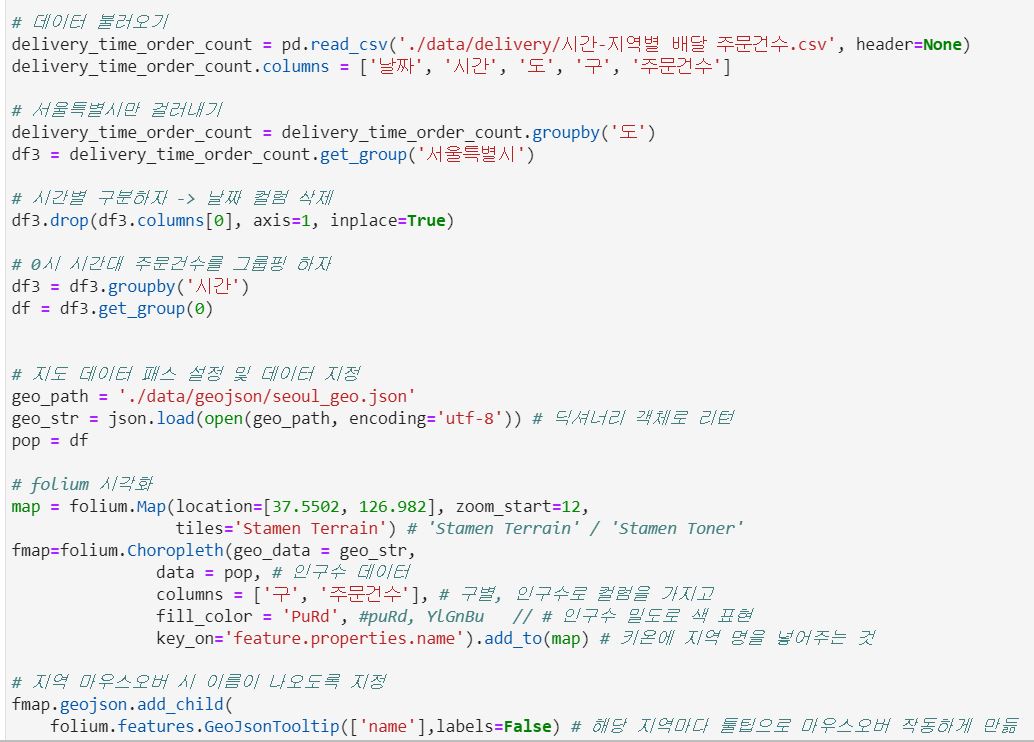 # 데이터 불러오기
delivery_time_order_count = pd.read_csv('./data/delivery/시간-지역별 배달 주문건수.csv', header=None)
delivery_time_order_count.columns = ['날짜', '시간', '도', '구', '주문건수']
# 서울특별시만 걸러내기
delivery_time_order_count = delivery_time_order_count.groupby('도')
df3 = delivery_time_order_count.get_group('서울특별시')
# 시간별 구분하자 -> 날짜 컬럼 삭제
df3.drop(df3.columns[0], axis=1, inplace=True)
# 0시 시간대 주문건수를 그룹핑 하자
df3 = df3.groupby('시간')
df = df3.get_group(0)
# 지도 데이터 패스 설정 및 데이터 지정
geo_path = './data/geojson/seoul_geo.json'
geo_str = json.load(open(geo_path, encoding='utf-8')) # 딕셔너리 객체로 리턴
pop = df
# folium 시각화
map = folium.Map(location=[37.5502, 126.982], zoom_start=12,
tiles='Stamen Terrain') # 'Stamen Terrain' / 'Stamen Toner'
fmap=folium.Choropleth(geo_data = geo_str,
data = pop, # 인구수 데이터
columns = ['구', '주문건수'], # 구별, 인구수로 컬럼을 가지고
fill_color = 'PuRd', #puRd, YlGnBu // # 인구수 밀도로 색 표현
key_on='feature.properties.name').add_to(map) # 키온에 지역 명을 넣어주는 것
# 지역 마우스오버 시 이름이 나오도록 지정
fmap.geojson.add_child(
folium.features.GeoJsonTooltip(['name'],labels=False) # 해당 지역마다 툴팁으로 마우스오버 작동하게 만듦